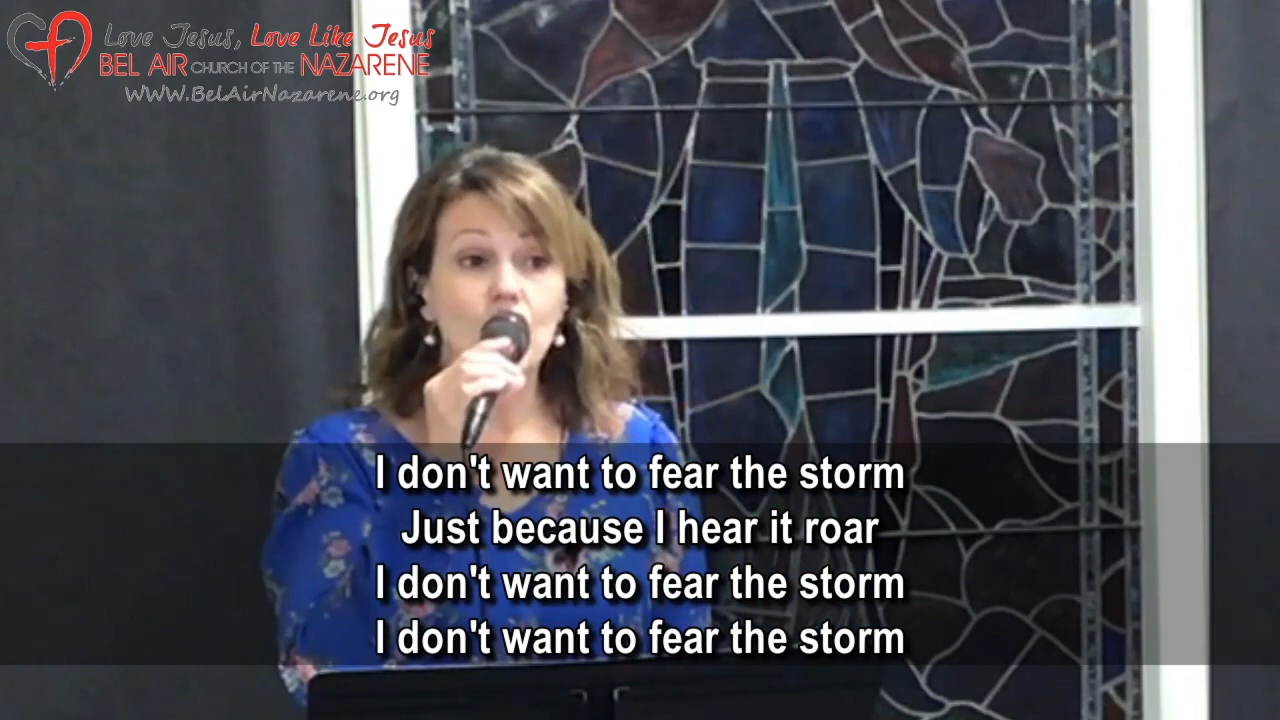 Love Jesus, Love Like Jesus
BEL AIR CHURCH OF THE NAZARENE
WWW.BelAirNazarene.org
I don't want to fear the storm
Just because I hear it roar
I don't want to fear the storm
I don't want to fear the storm